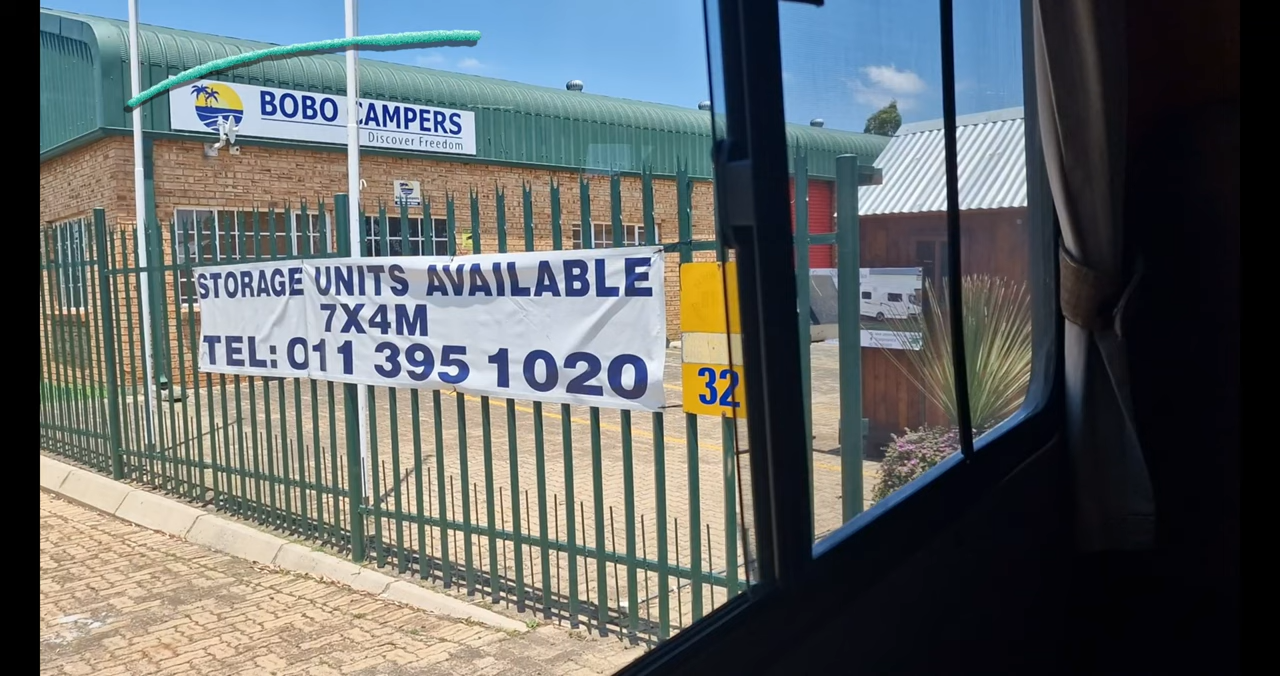 BOBO CAMPERS
Discover Freedom
STORAGE UNITS AVAILABLE
7X4M
TEL: 011 395 1020
32